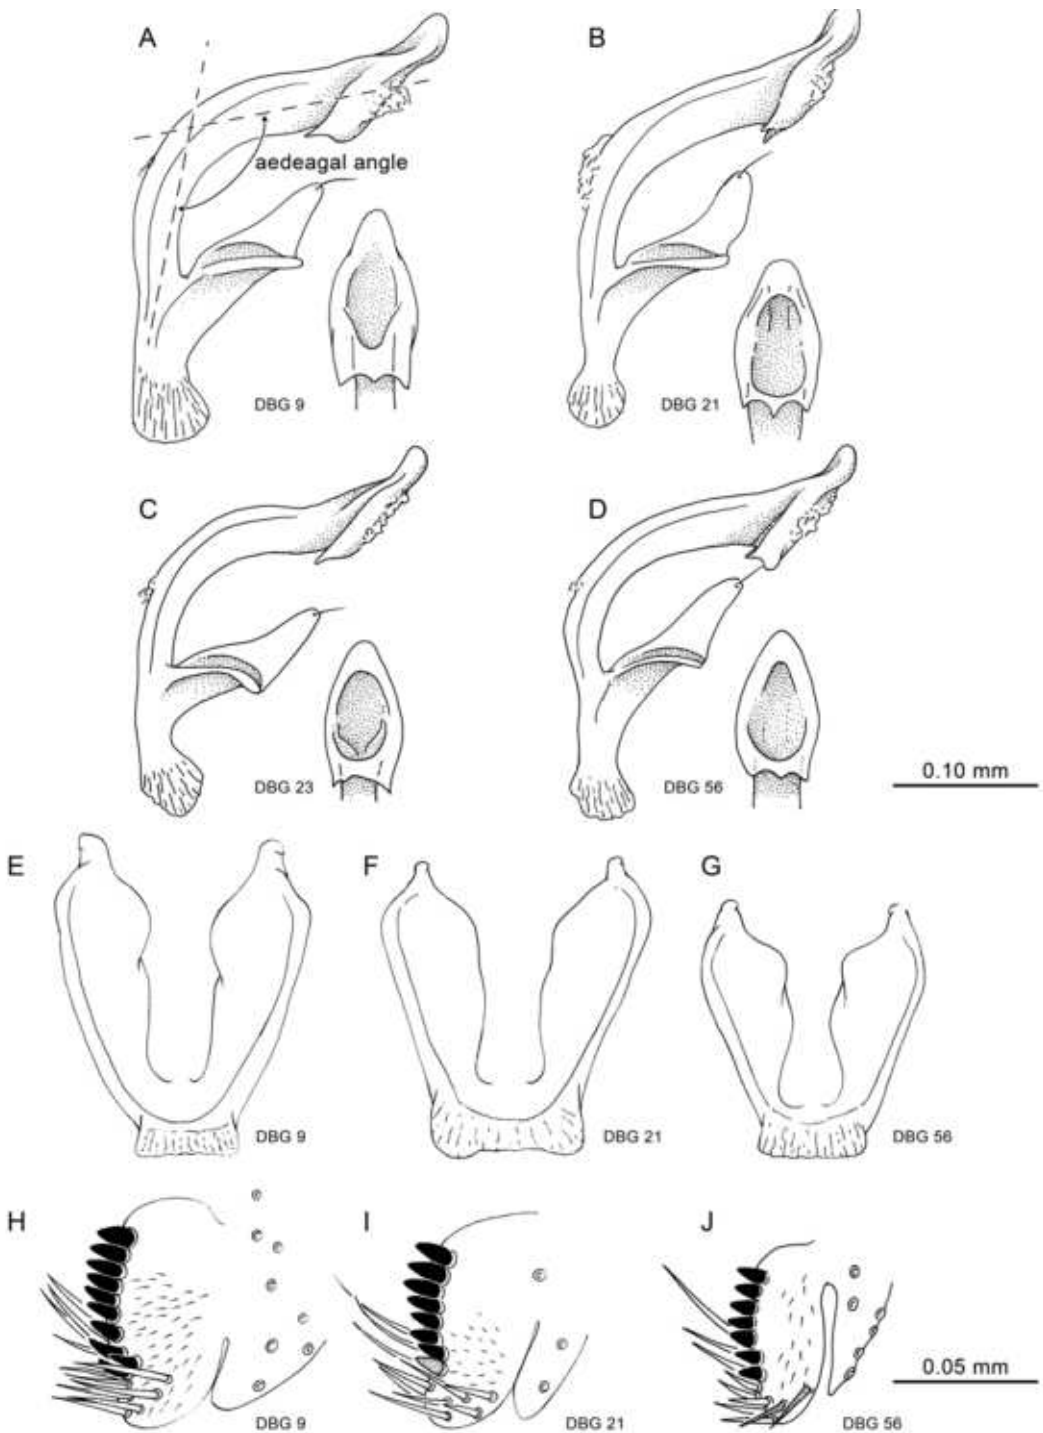 A
B
aedeagal angle
DBG 9
DBG 21
C
D
DBG 23
DBG 56
0.10 mm
E
F
G
DBG 9
DBG 21
DBG 56
H
I
J
0.05 mm
DBG 9
DBG 21
DBG 56